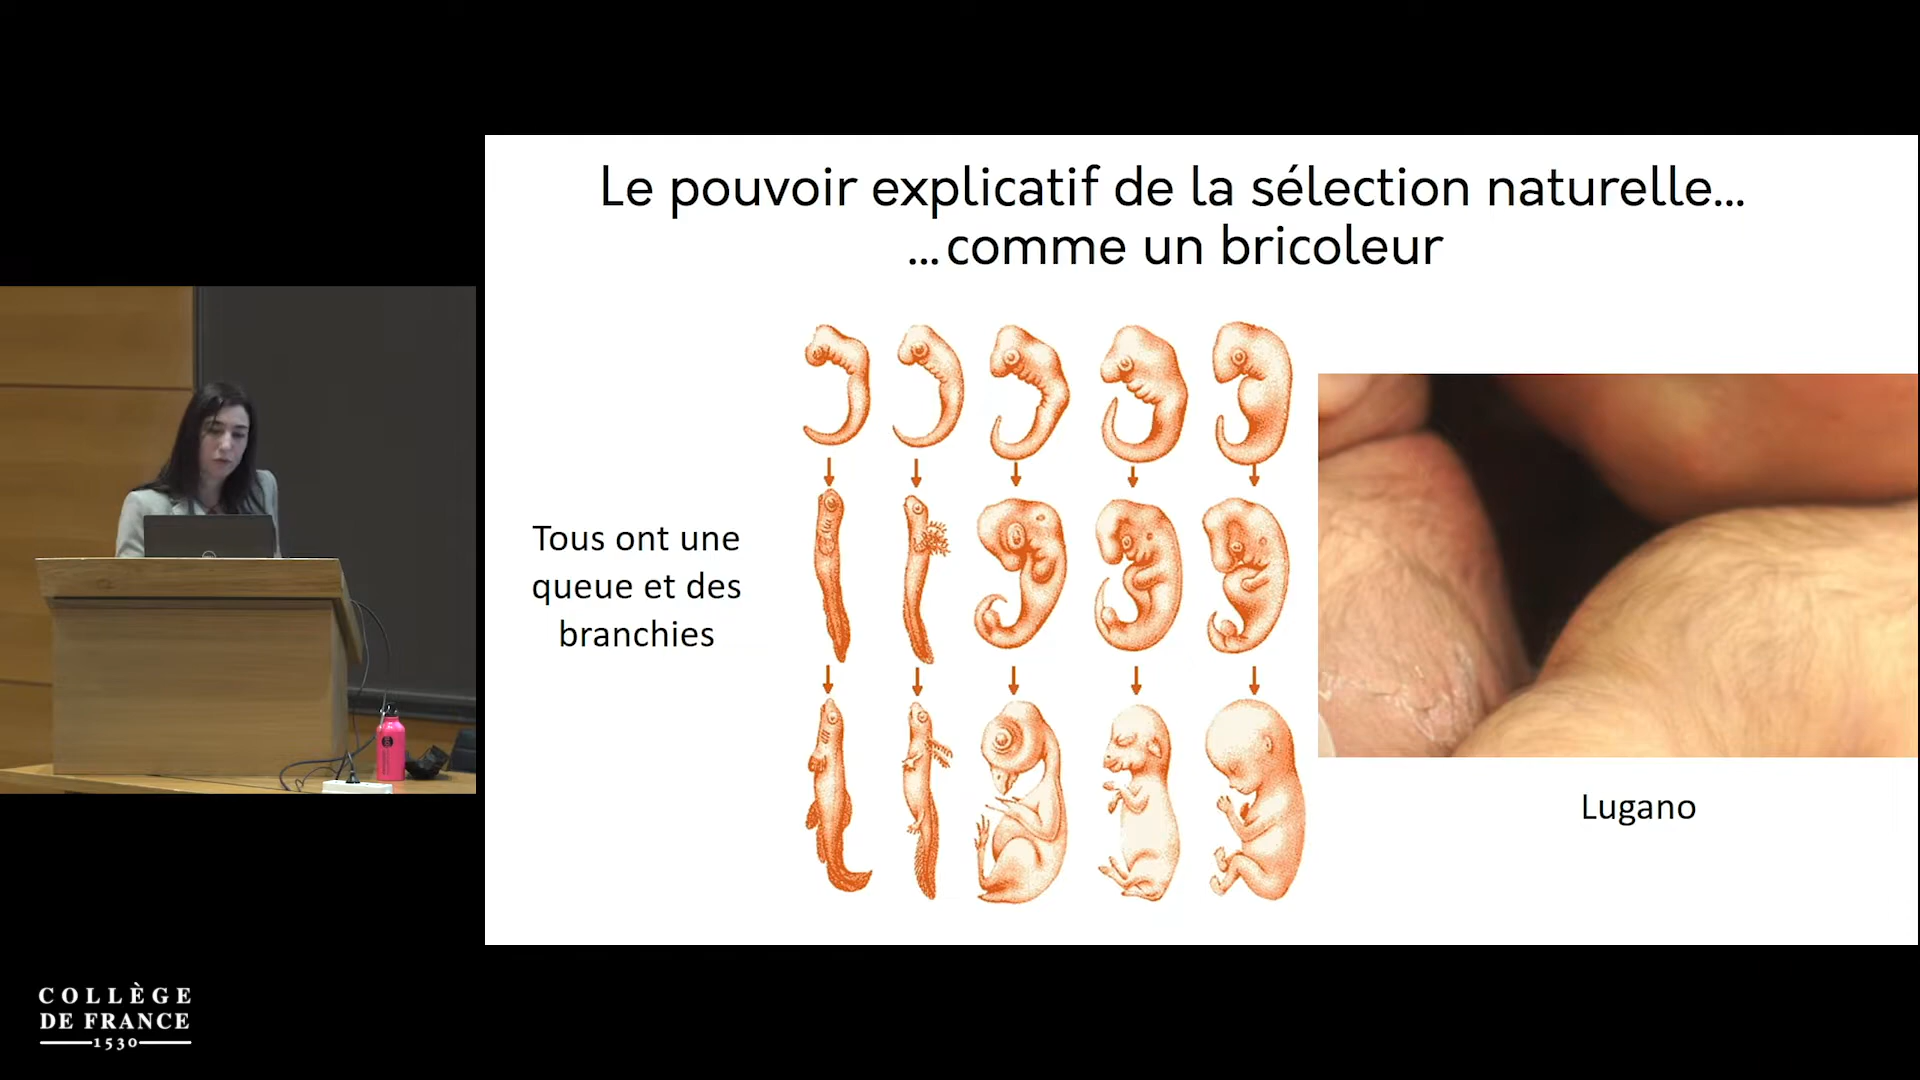 Le pouvoir explicatif de la sélection naturelle...
...comme un bricoleur
Tous ont une
queue et des
branchies
Lugano
COLLÈGE
DE FRANCE
1530